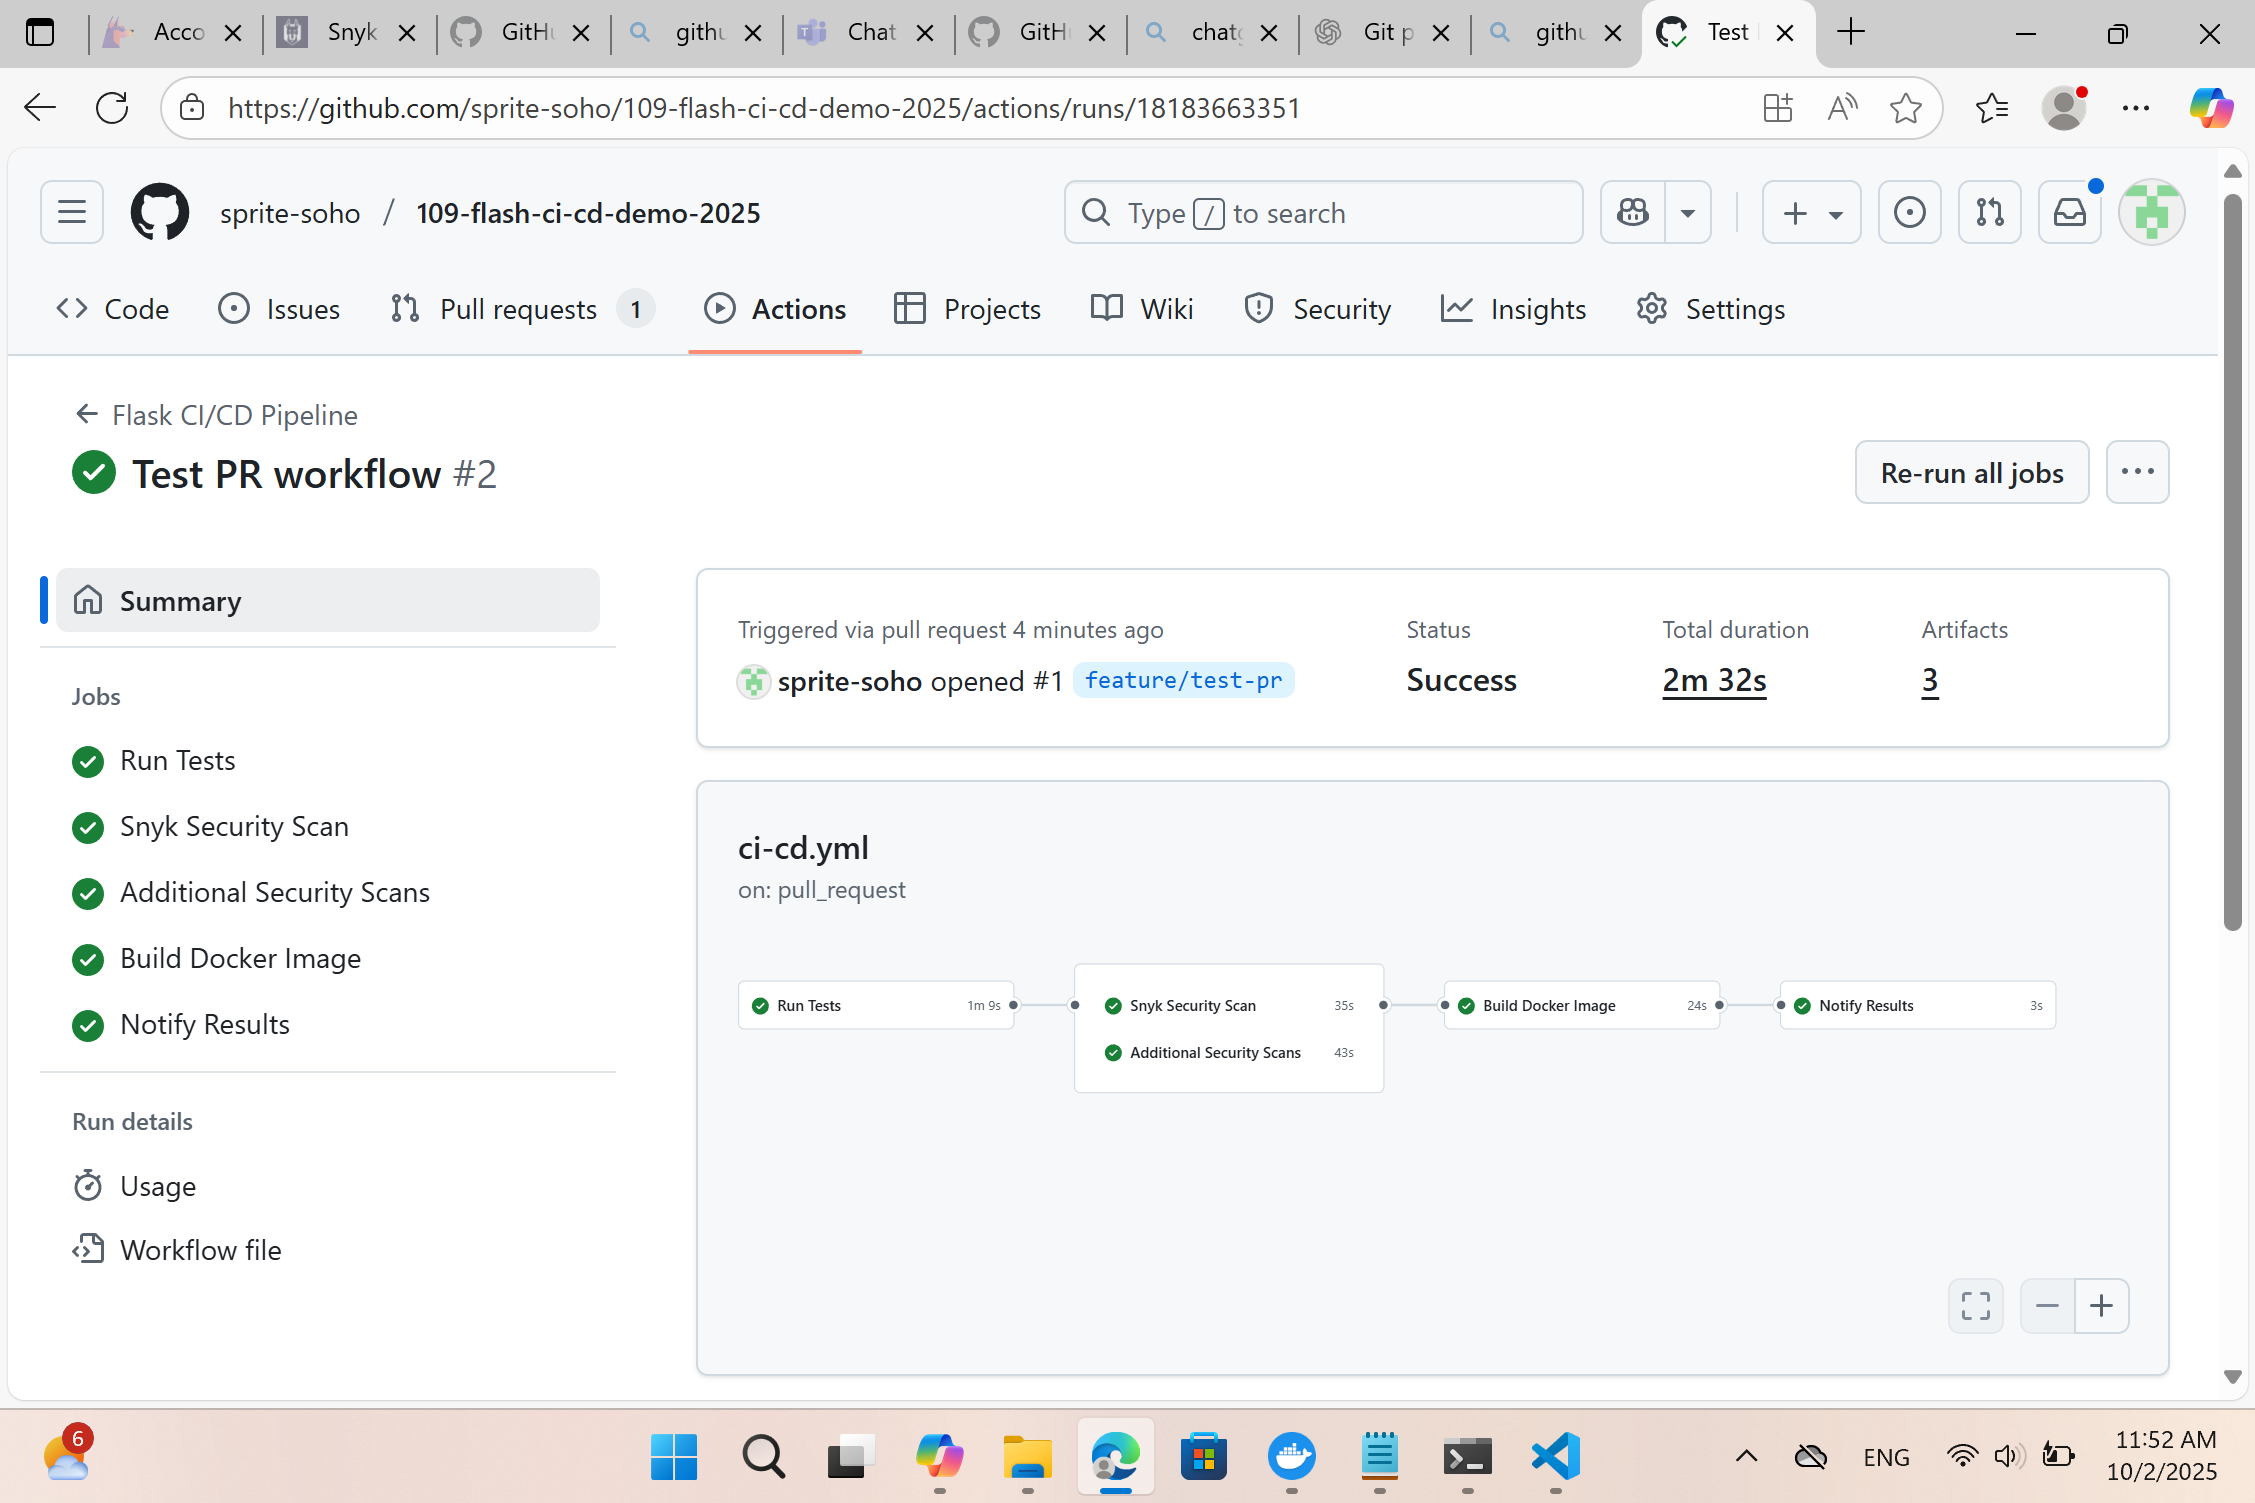 Acco
Snyk
GitHu
githu
Chat
GitH
chatg
Git p
githu
Test
https://github.com/sprite-soho/109-flash-ci-cd-demo-2025/actions/runs/18183663351
sprite-soho / 109-flash-ci-cd-demo-2025
Type / to search
Code
Issues
Pull requests 1
Actions
Projects
Wiki
Security
Insights
Settings
Flask CI/CD Pipeline
Test PR workflow #2
Re-run all jobs
Summary
Jobs
Run Tests
Snyk Security Scan
Additional Security Scans
Build Docker Image
Notify Results
Run details
Usage
Workflow file
Triggered via pull request 4 minutes ago
sprite-soho opened #1 feature/test-pr
Status
Success
Total duration
2m 32s
Artifacts
3
ci-cd.yml
on: pull_request
Run Tests 1m 9s
Snyk Security Scan 35s
Additional Security Scans 43s
Build Docker Image 24s
Notify Results 3s
6
ENG
11:52 AM
10/2/2025